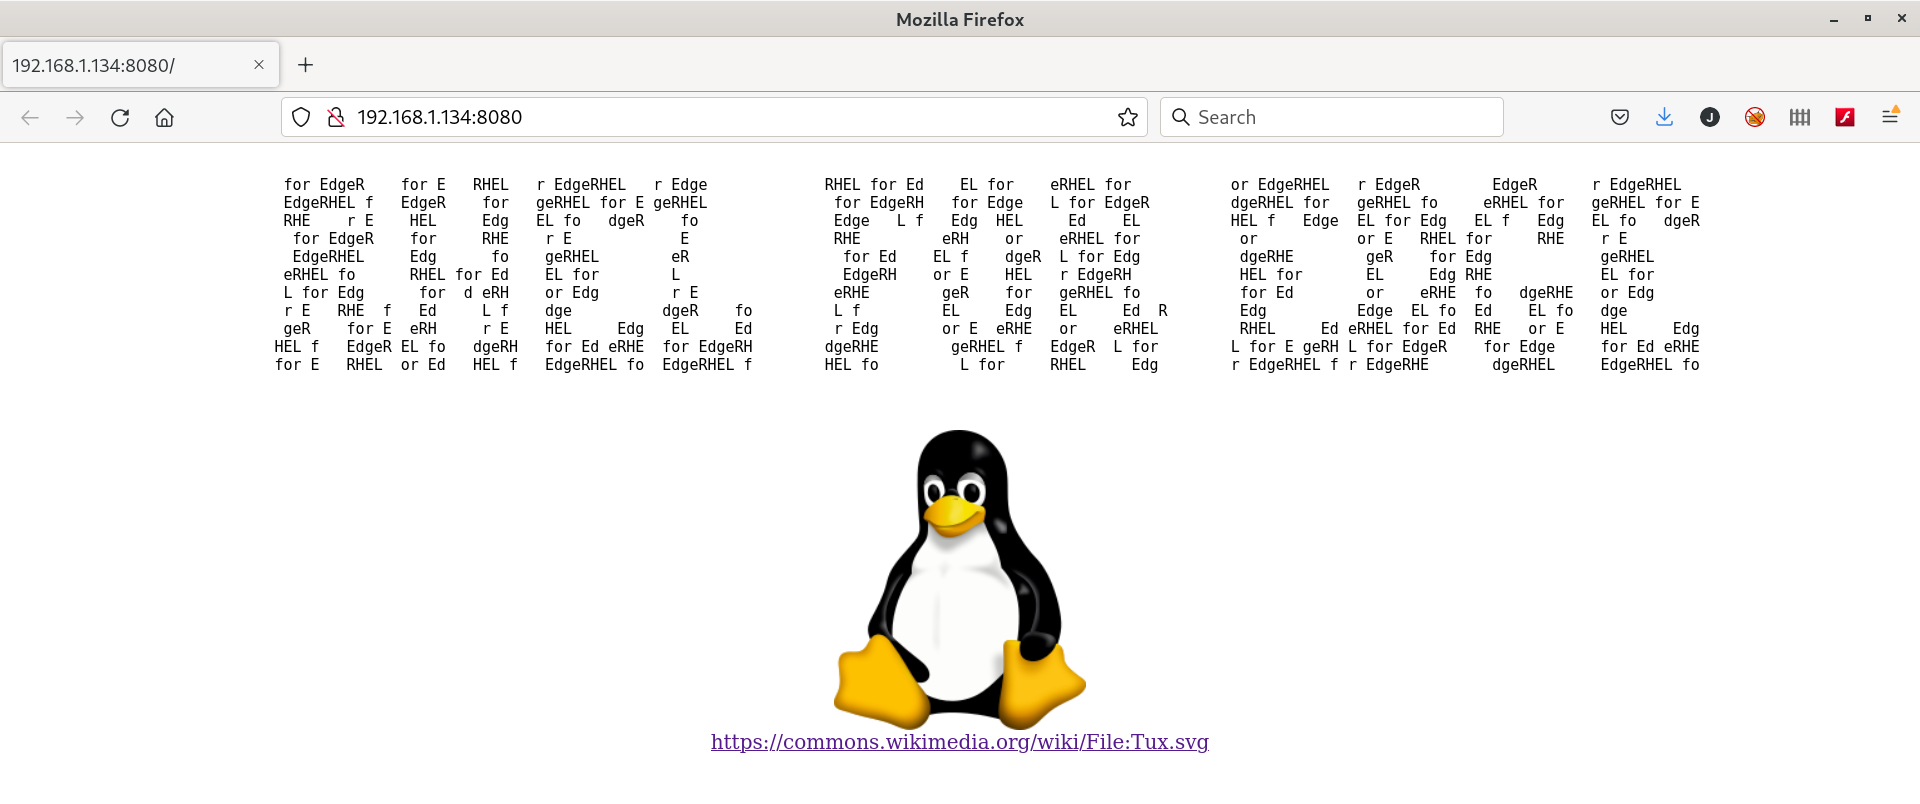 Mozilla Firefox
192.168.1.134:8080/
192.168.1.134:8080
Search
J
for EdgeR    for E   RHEL   r EdgeRHEL   r Edge             RHEL for Ed    EL for    eRHEL for           or EdgeRHEL   r EdgeR        EdgeR      r EdgeRHEL
EdgeRHEL f   EdgeR    for   geRHEL for E geRHEL              for EdgeRH   for Edge   L for EdgeR         dgeRHEL for   geRHEL fo     eRHEL for   geRHEL for E
RHE    r E    HEL     Edg   EL fo   dgeR    fo               Edge   L f   Edg  HEL     Ed    EL          HEL f   Edge  EL for Edg   EL f   Edg   EL fo   dgeR
for EdgeR    for     RHE    r E            E                RHE         eRH    or    eRHEL for           or           or E   RHEL for     RHE    r E
EdgeRHEL     Edg      fo    geRHEL        eR                 for Ed    EL f    dgeR  L for Edg           dgeRHE        geR    for Edg            geRHEL
eRHEL fo      RHEL for Ed    EL for        L                  EdgeRH    or E    HEL   r EdgeRH            HEL for       EL     Edg RHE            EL for
L for Edg      for  d eRH    or Edg        r E               eRHE        geR    for   geRHEL fo           for Ed        or    eRHE  fo   dgeRHE   or Edg
r E   RHE  f   Ed     L f    dge          dgeR    fo         L f         EL     Edg   EL     Ed  R        Edg          Edge  EL fo  Ed    EL fo   dge
geR    for E  eRH     r E    HEL     Edg   EL     Ed         r Edg       or E  eRHE   or    eRHEL         RHEL     Ed eRHEL for Ed  RHE   or E    HEL     Edg
HEL f   EdgeR EL fo   dgeRH   for Ed eRHE  for EdgeRH        dgeRHE        geRHEL f   EdgeR  L for        L for E geRH L for EdgeR    for Edge     for Ed eRHE
for E   RHEL  or Ed   HEL f   EdgeRHEL fo  EdgeRHEL f        HEL fo         L for     RHEL     Edg        r EdgeRHEL f r EdgeRHE       dgeRHEL     EdgeRHEL fo
https://commons.wikimedia.org/wiki/File:Tux.svg